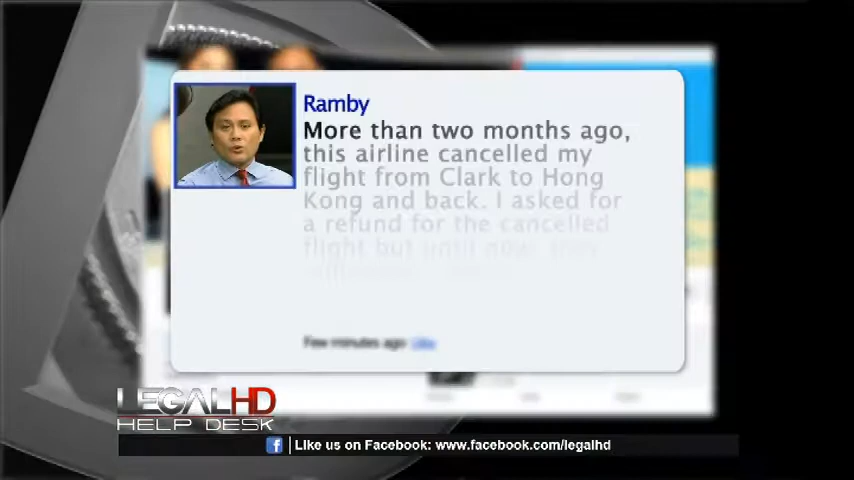 Ramby
More than two months ago,
this airline cancelled my
flight from Clark to Hong
Kong and back. I asked for
a refund for the cancelled
flight but until now, they
Few minutes ago Like
LEGALHD
HELP DESK
f Like us on Facebook: www.facebook.com/legalhd